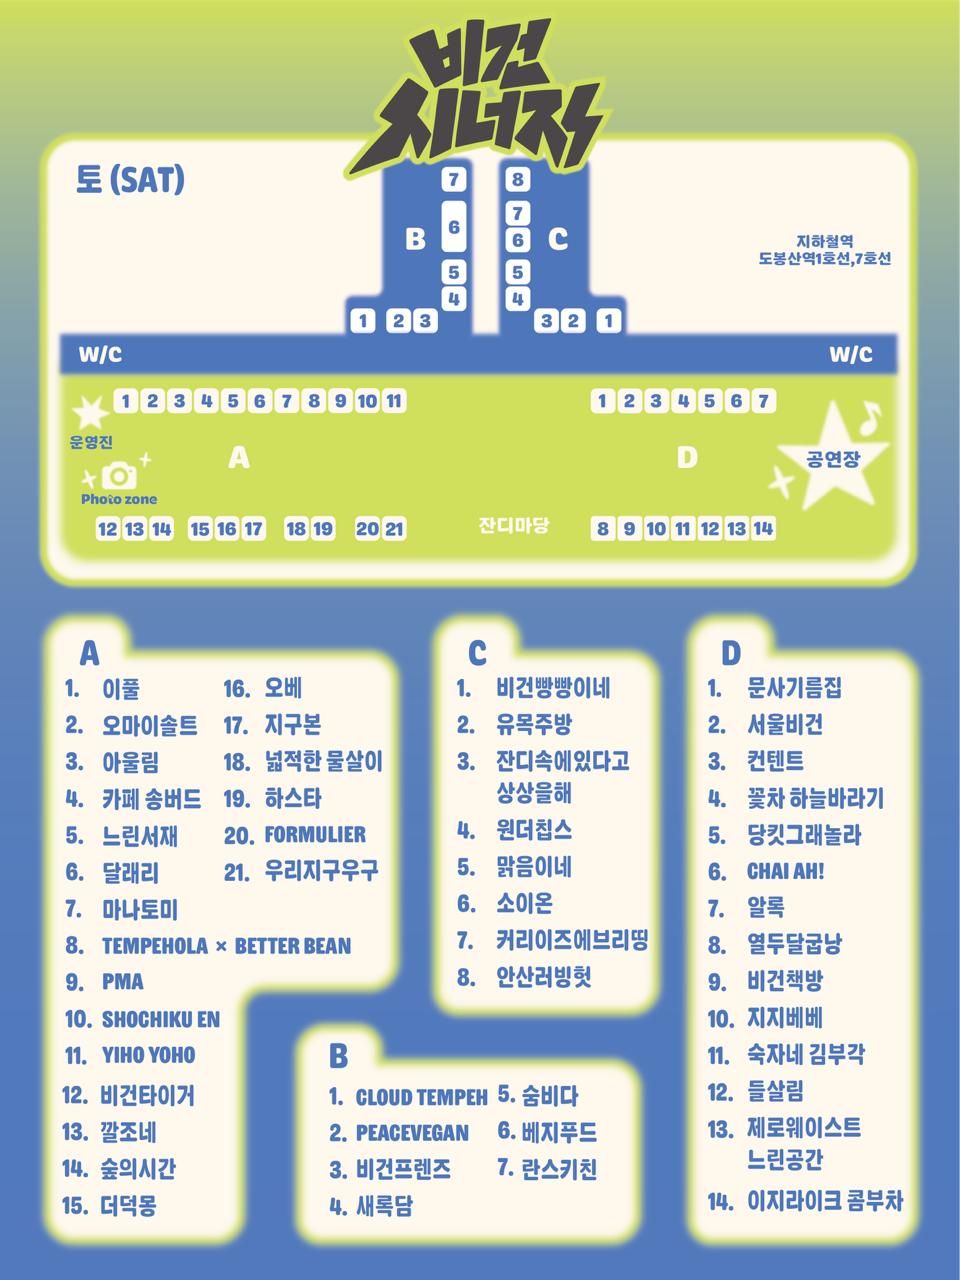 비건
시너지
토 (SAT)
7
6
5
4
B
1 2 3
8
7
6
5
4
C
3 2 1
지하철역
도봉산역1호선,7호선
W/C
W/C
1 2 3 4 5 6 7 8 9 10 11
1 2 3 4 5 6 7
운영진
A
D
공연장
Photo zone
12 13 14 15 16 17 18 19 20 21
잔디마당
8 9 10 11 12 13 14
A
1. 이풀
2. 오마이솔트
3. 아울림
4. 카페 송버드
5. 느린서재
6. 달래리
7. 마나토미
8. TEMPEHOLA × BETTER BEAN
9. PMA
10. SHOCHIKU EN
11. YIHO YOHO
12. 비건타이거
13. 깔조네
14. 숲의시간
15. 더덕몽
16. 오베
17. 지구본
18. 넓적한 물살이
19. 하스타
20. FORMULIER
21. 우리지구우구
B
1. CLOUD TEMPEH
2. PEACEVEGAN
3. 비건프렌즈
4. 새록담
5. 숨비다
6. 베지푸드
7. 란스키친
C
1. 비건빵빵이네
2. 유목주방
3. 잔디속에있다고
상상을해
4. 원더칩스
5. 맑음이네
6. 소이온
7. 커리이즈에브리띵
8. 안산러빙헛
D
1. 문사기름집
2. 서울비건
3. 컨텐트
4. 꽃차 하늘바라기
5. 당킷그래놀라
6. CHAI AH!
7. 알록
8. 열두달굽낭
9. 비건책방
10. 지지베베
11. 숙자네 김부각
12. 들살림
13. 제로웨이스트
느린공간
14. 이지라이크 콤부차